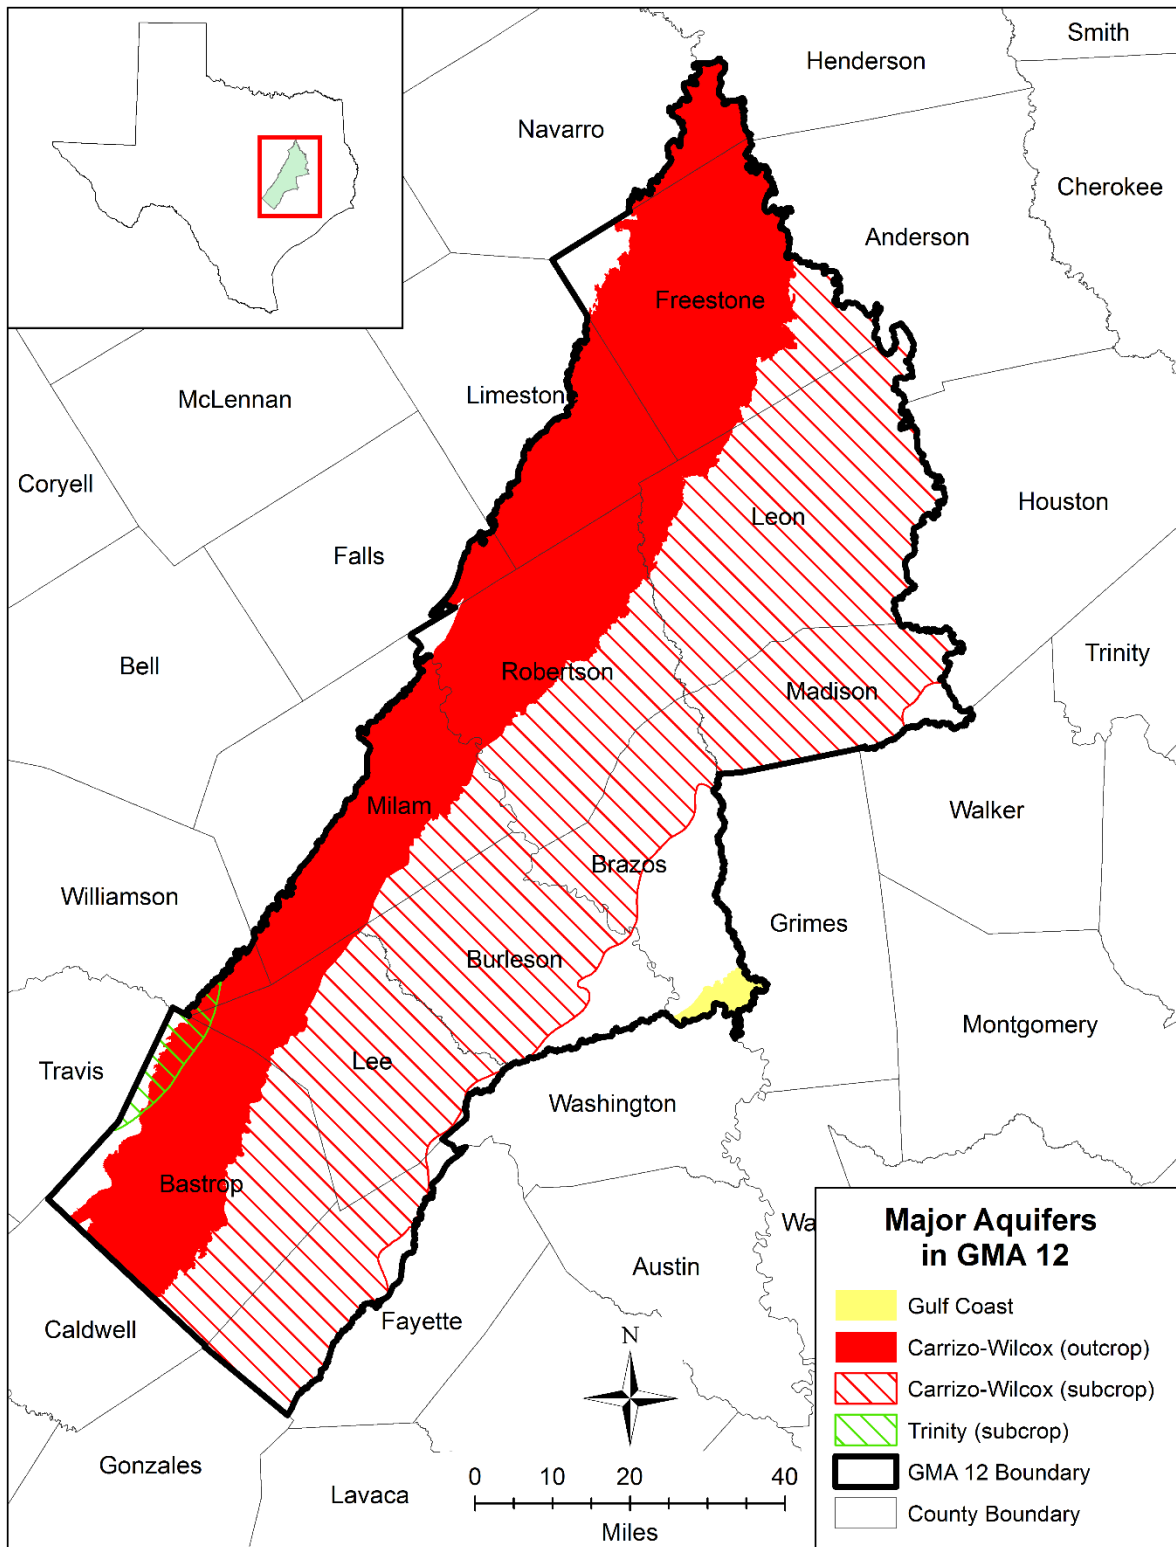 Smith
Henderson
Navarro
Cherokee
Anderson
Freestone
McLennan
Limeston
Coryell
Houston
Leon
Falls
Bell
Trinity
Robertson
Madison
Milam
Walker
Brazos
Williamson
Grimes
Burleson
Montgomery
Lee
Travis
Washington
Bastrop
Wa
Austin
Fayette
Caldwell
Gonzales
Lavaca
N
0 10 20 40
Miles
Major Aquifers
in GMA 12
Gulf Coast
Carrizo-Wilcox (outcrop)
Carrizo-Wilcox (subcrop)
Trinity (subcrop)
GMA 12 Boundary
County Boundary